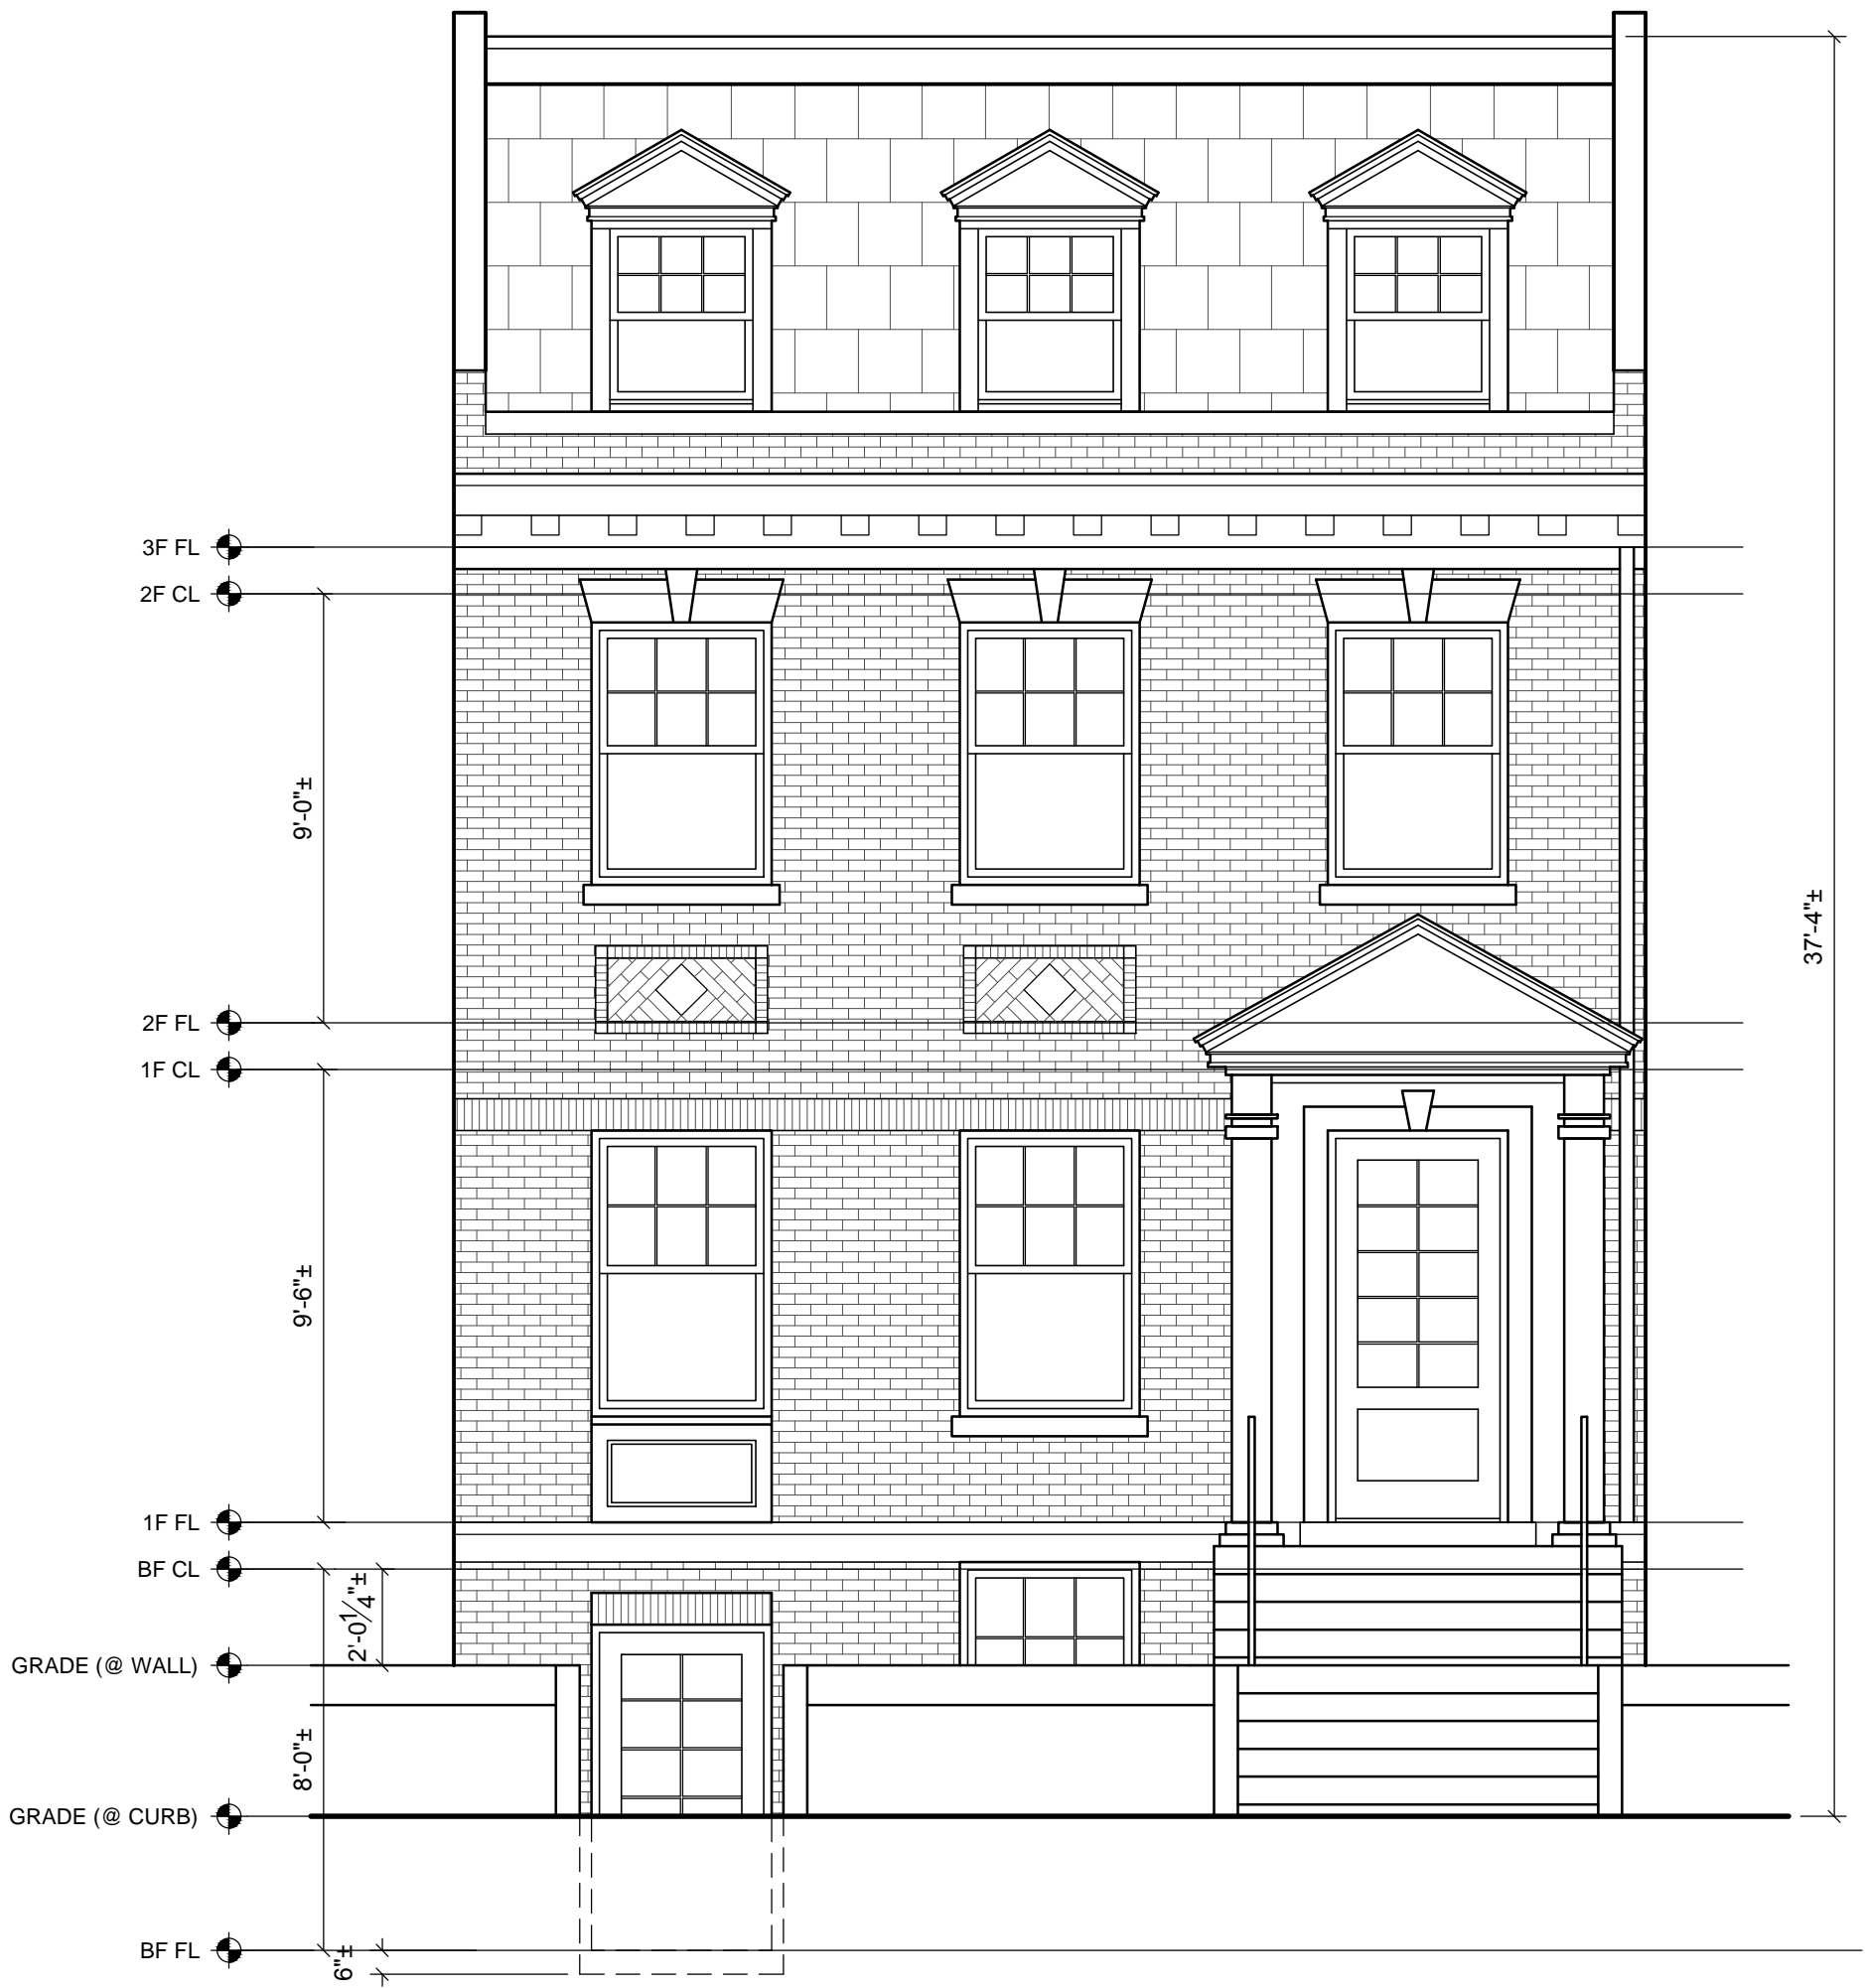 3F FL
2F CL
9'-0"±
37'-4"±
2F FL
1F CL
9'-6"±
1F FL
BF CL
2'-01/4"±
GRADE (@ WALL)
8'-0"±
GRADE (@ CURB)
BF FL
6"±